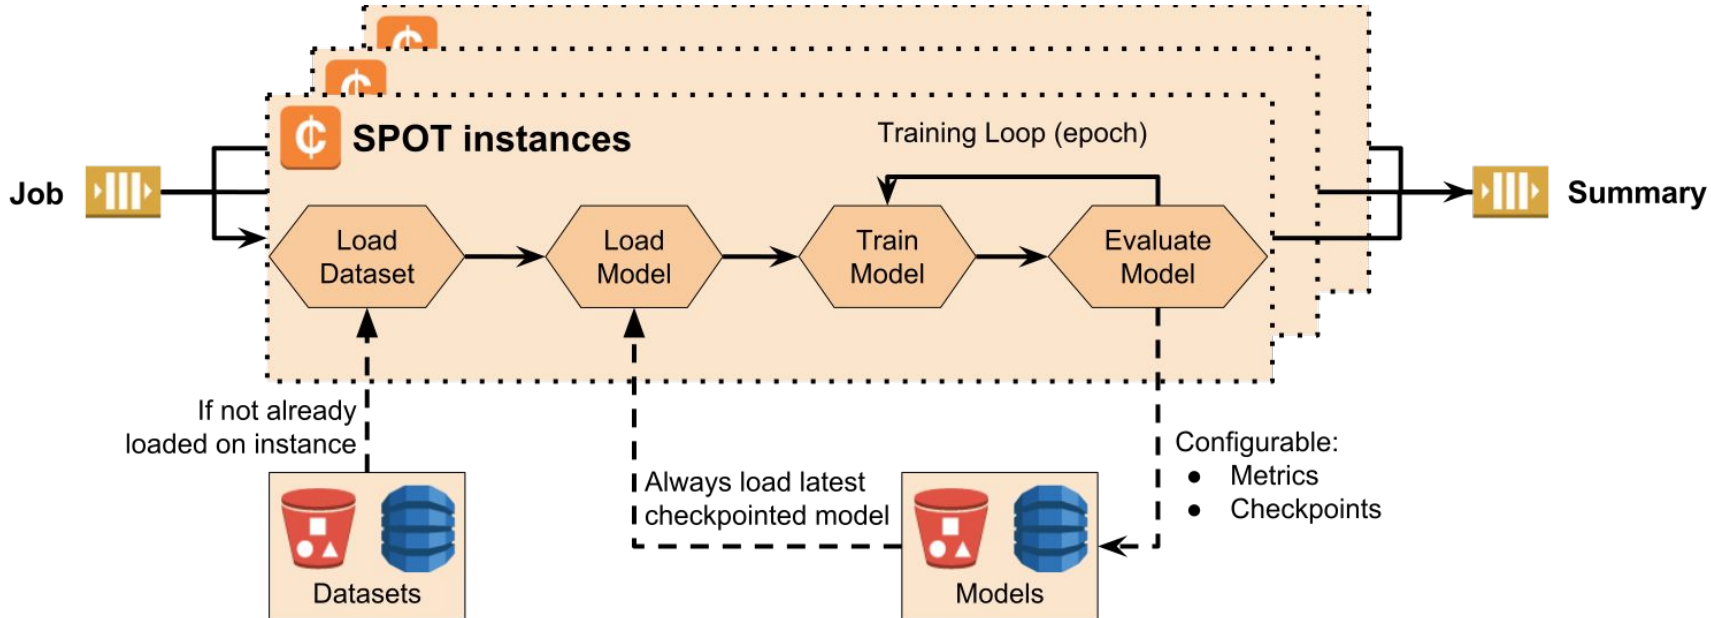 SPOT instances
Training Loop (epoch)
Job
Summary
Load
Dataset
Load
Model
Train
Model
Evaluate
Model
If not already
loaded on instance
Always load latest
checkpointed model
Configurable:
● Metrics
● Checkpoints
Datasets
Models